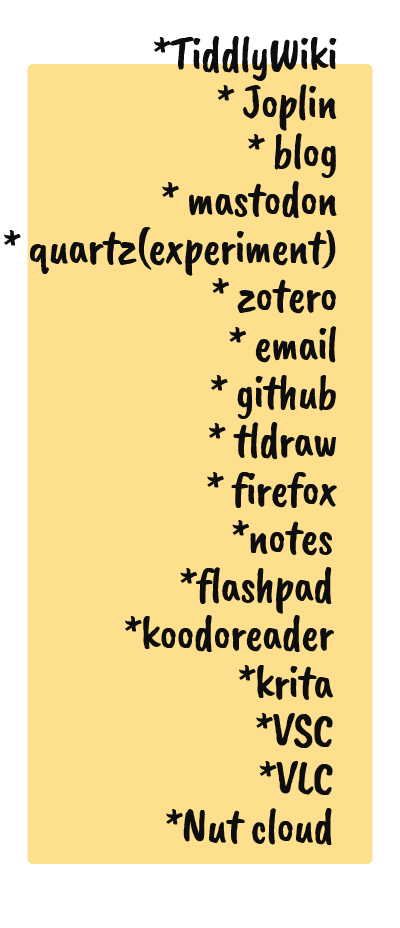 *TiddlyWiki
* Joplin
* blog
* mastodon
* quartz(experiment)
* zotero
* email
* github
* tldraw
* firefox
*notes
*flashpad
*koodoreader
*krita
*VSC
*VLC
*Nut cloud